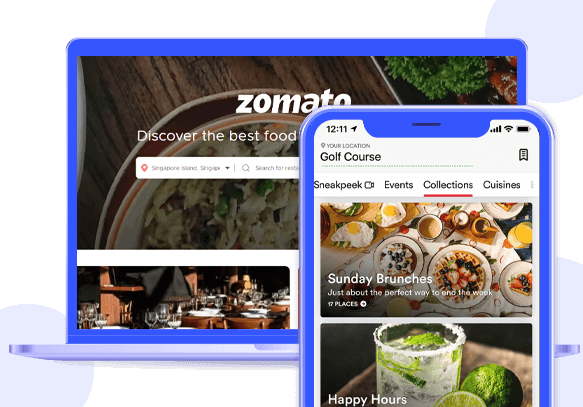 zomato
Discover the best food
Singapore Island, Singap
Search for resta
12:11
YOUR LOCATION
Golf Course
Sneakpeek Events Collections Cuisines
Sunday Brunches
Just about the perfect way to end the week
17 PLACES
Happy Hours